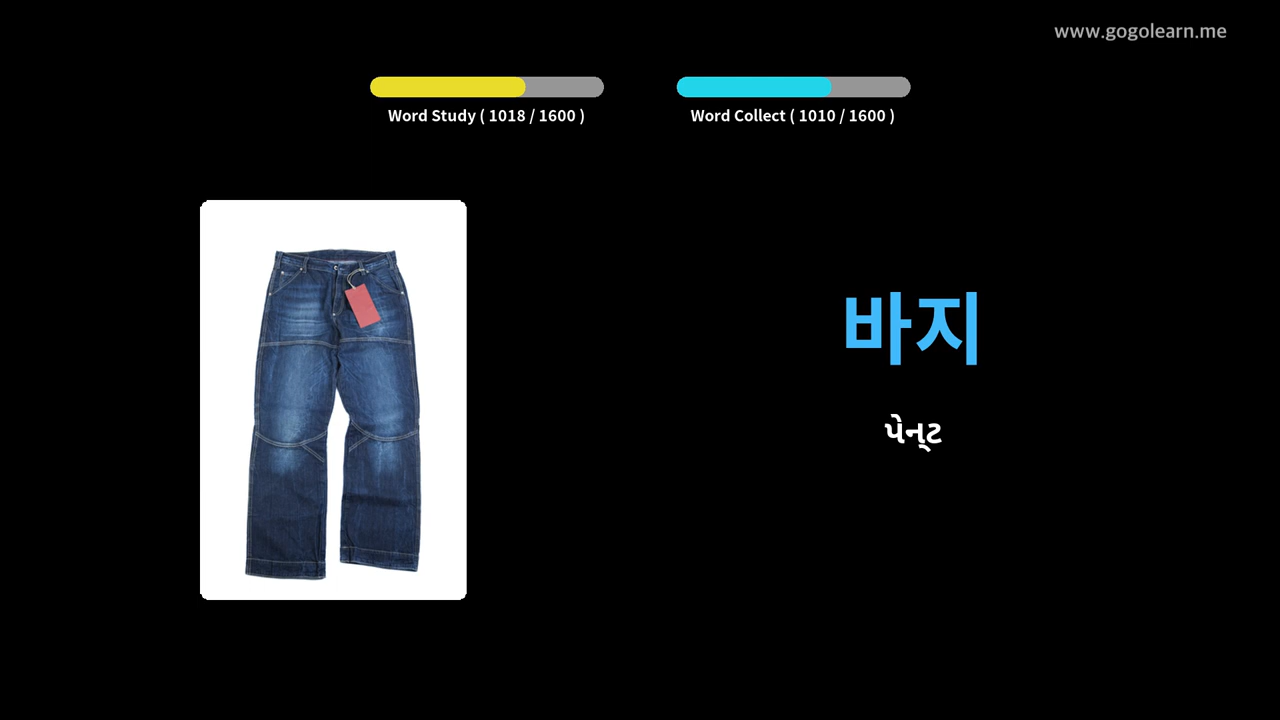 www.gogolearn.me
Word Study ( 1018 / 1600 )
Word Collect ( 1010 / 1600 )
바지
પેન્ટ